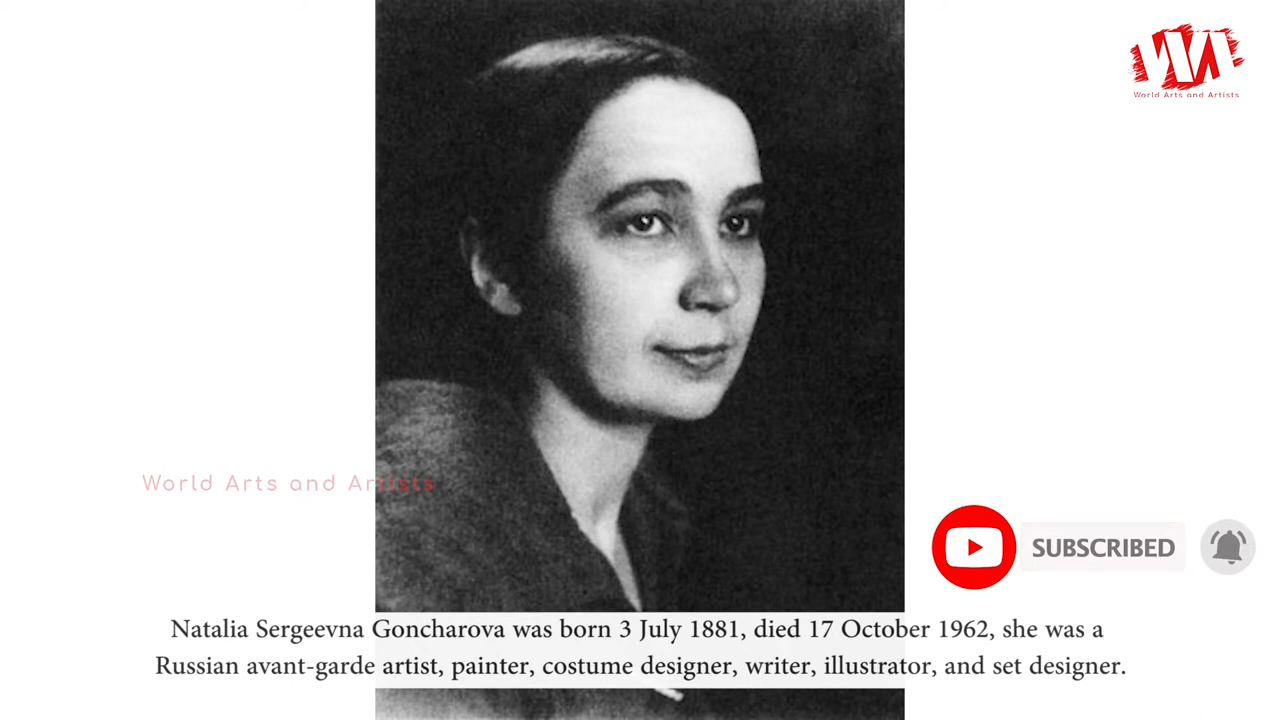 World Arts and Artists
World Arts and Artists
SUBSCRIBED
Natalia Sergeevna Goncharova was born 3 July 1881, died 17 October 1962, she was a
Russian avant-garde artist, painter, costume designer, writer, illustrator, and set designer.